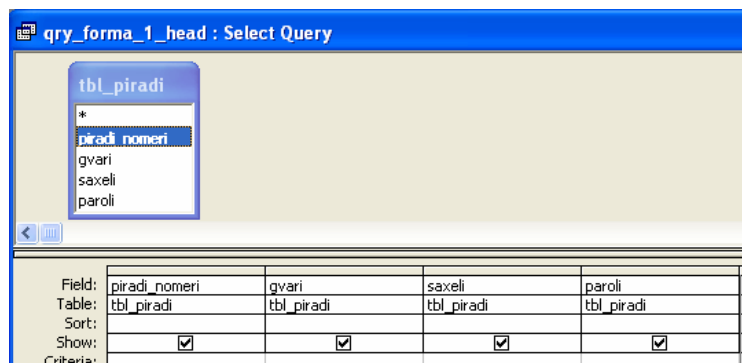 qry_forma_1_head : Select Query
tbl_piradi
*
piradi_nomeri
gvari
saxeli
paroli
Field: piradi_nomeri gvari saxeli paroli
Table: tbl_piradi tbl_piradi tbl_piradi tbl_piradi
Sort:
Show:
Criteria: